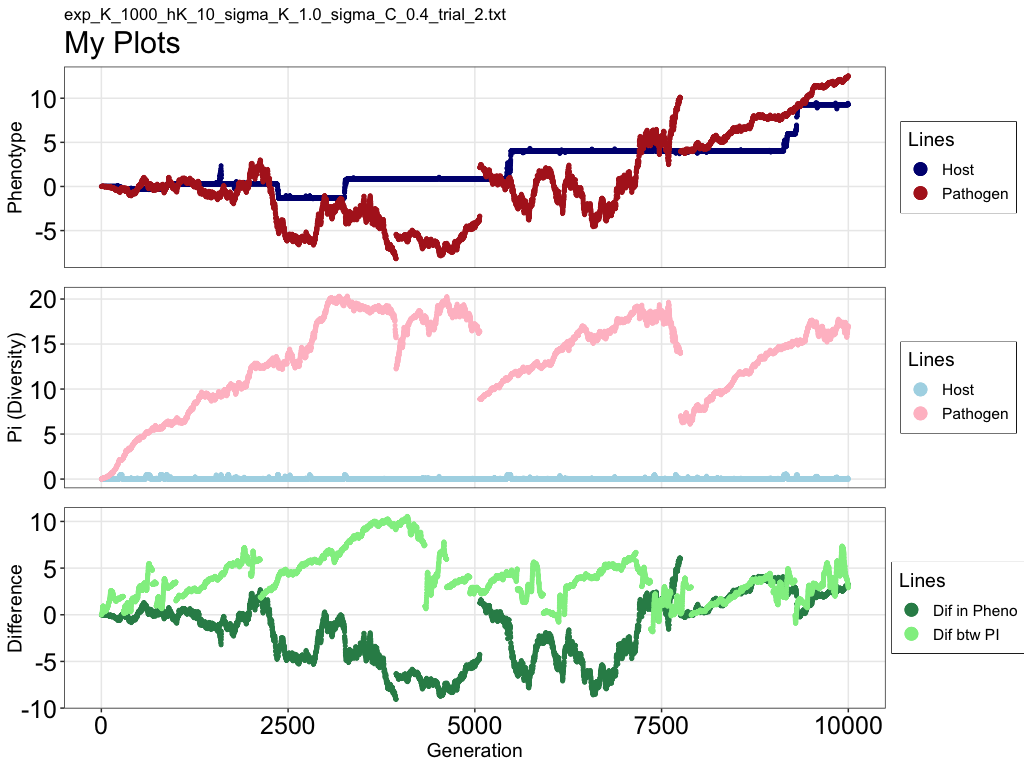 exp_K_1000_hK_10_sigma_K_1.0_sigma_C_0.4_trial_2.txt
My Plots
Phenotype
10
5
0
-5
Lines
Host
Pathogen
Pi (Diversity)
20
15
10
5
0
Lines
Host
Pathogen
Difference
10
5
0
-5
-10
Lines
Dif in Pheno
Dif btw PI
0
2500
5000
7500
10000
Generation